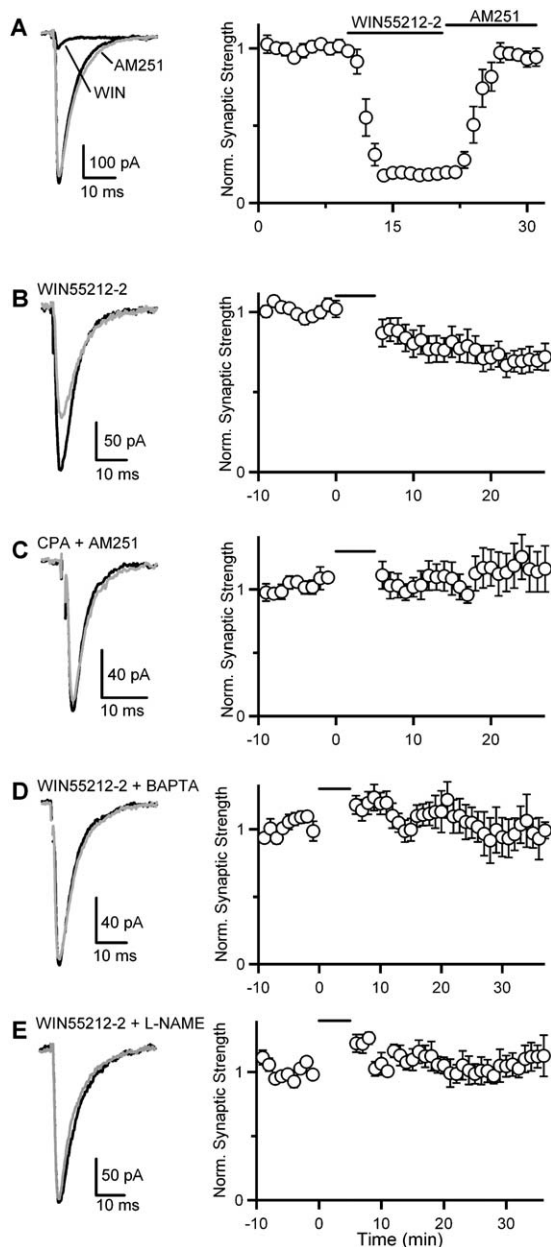 A
WIN
AM251
100 pA
10 ms
WIN55212-2
AM251
Norm. Synaptic Strength
1
0
0
15
30
B
WIN55212-2
50 pA
10 ms
Norm. Synaptic Strength
1
1
-10
0
10
20
C
CPA + AM251
40 pA
10 ms
Norm. Synaptic Strength
1
1
-10
0
10
20
D
WIN55212-2 + BAPTA
40 pA
10 ms
Norm. Synaptic Strength
1
0
-10
0
10
20
30
E
WIN55212-2 + L-NAME
50 pA
10 ms
Norm. Synaptic Strength
1
0
-10
0
10
20
30
Time (min)